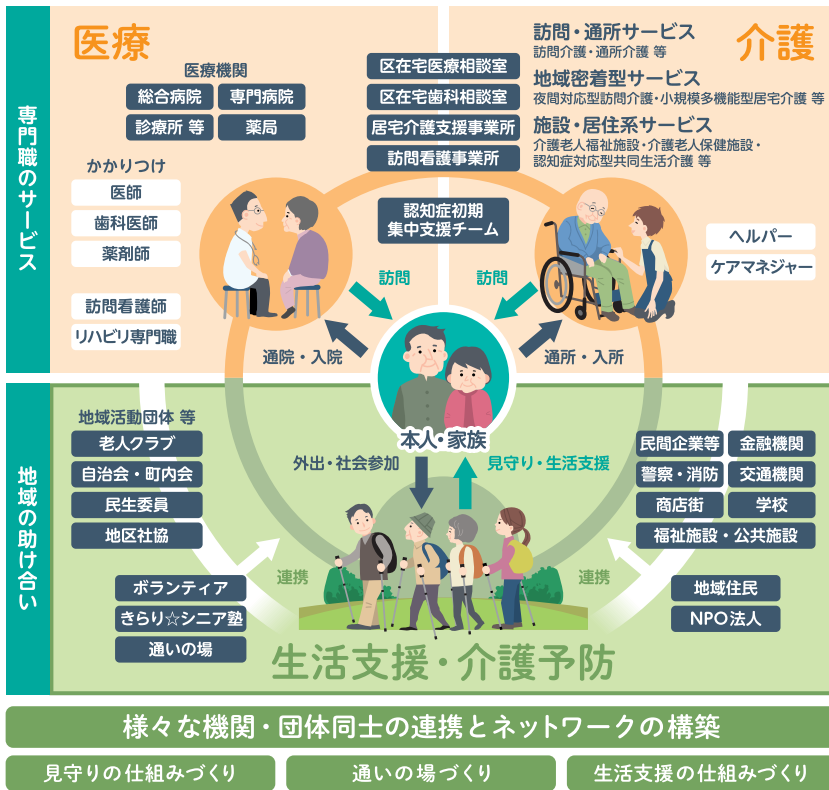 専門職のサービス
医療
医療機関
総合病院
専門病院
診療所 等
薬局
かかりつけ
医師
歯科医師
薬剤師
訪問看護師
リハビリ専門職
区在宅医療相談室
区在宅歯科相談室
居宅介護支援事業所
訪問看護事業所
認知症初期
集中支援チーム
介護
訪問・通所サービス
訪問介護・通所介護 等
地域密着型サービス
夜間対応型訪問介護・小規模多機能型居宅介護 等
施設・居住系サービス
介護老人福祉施設・介護老人保健施設・
認知症対応型共同生活介護 等
ヘルパー
ケアマネジャー
訪問
訪問
通院・入院
通所・入所
本人・家族
地域の助け合い
地域活動団体 等
老人クラブ
自治会・町内会
民生委員
地区社協
ボランティア
きらり☆シニア塾
通いの場
外出・社会参加
見守り・生活支援
民間企業等
金融機関
警察・消防
交通機関
商店街
学校
福祉施設・公共施設
地域住民
NPO法人
連携
連携
生活支援・介護予防
様々な機関・団体同士の連携とネットワークの構築
見守りの仕組みづくり
通いの場づくり
生活支援の仕組みづくり